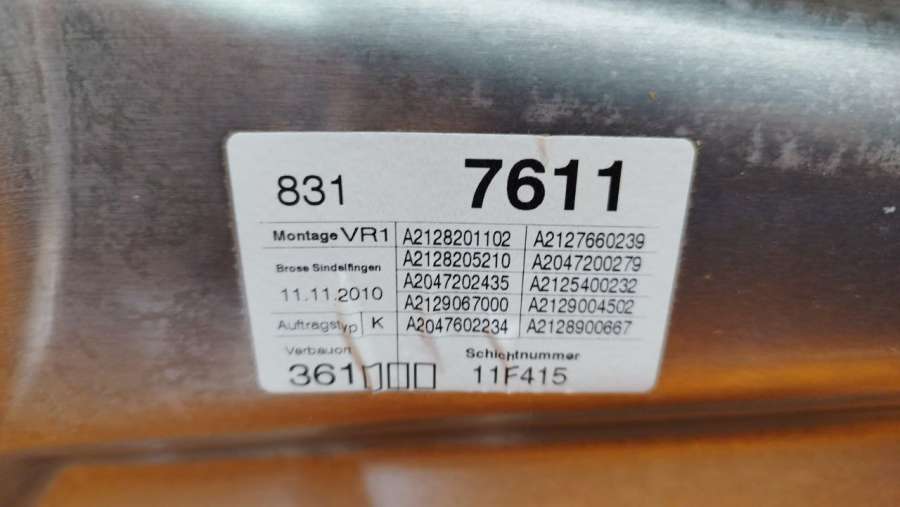 831 7611
Montage VR1 A2128201102 A2127660239
A2128205210 A2047200279
Brose Sindelfingen
A2047202435 A2125400232
11.11.2010
A2129067000 A2129004502
Auftragstyp K A2047602234 A2128900667
Verbauort Schichtnummer
361 11F415